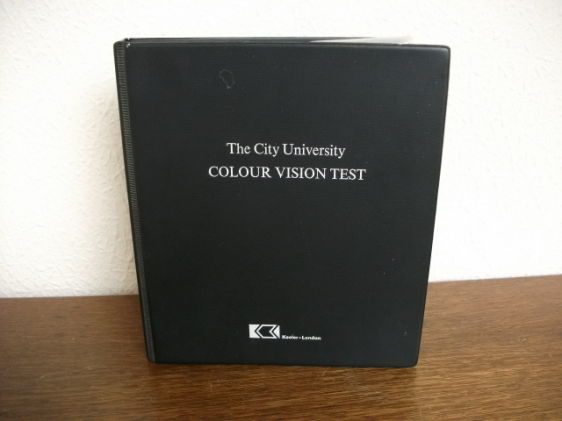 The City University
COLOUR VISION TEST
Keeler-London